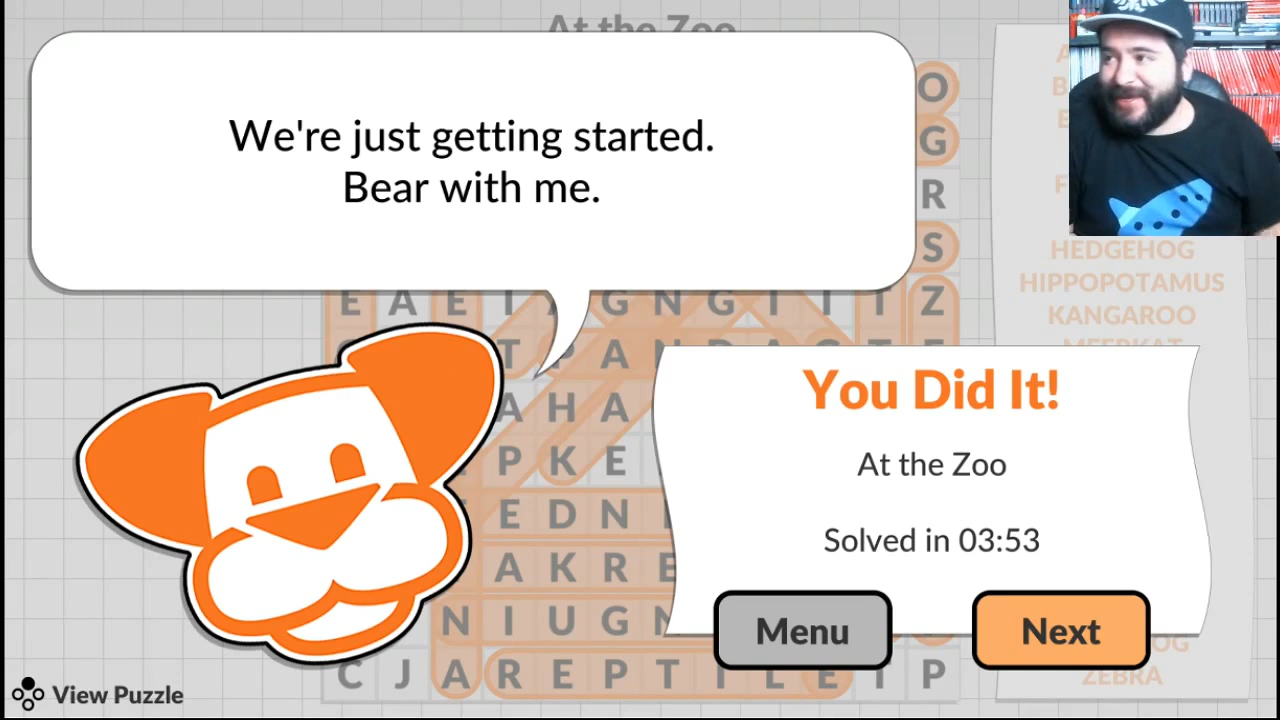 At the Zoo
We're just getting started.
Bear with me.
O
G
R
S
HEDGEHOG
HIPPOPOTAMUS
KANGAROO
MEERKAT
E A E I A G N G I I T Z
T P A N D A S T E
A H A
P K E
E D N
A K R E
N I U G N
C J A R E P T I L E I P
You Did It!
At the Zoo
Solved in 03:53
Menu
Next
ZEBRA
View Puzzle